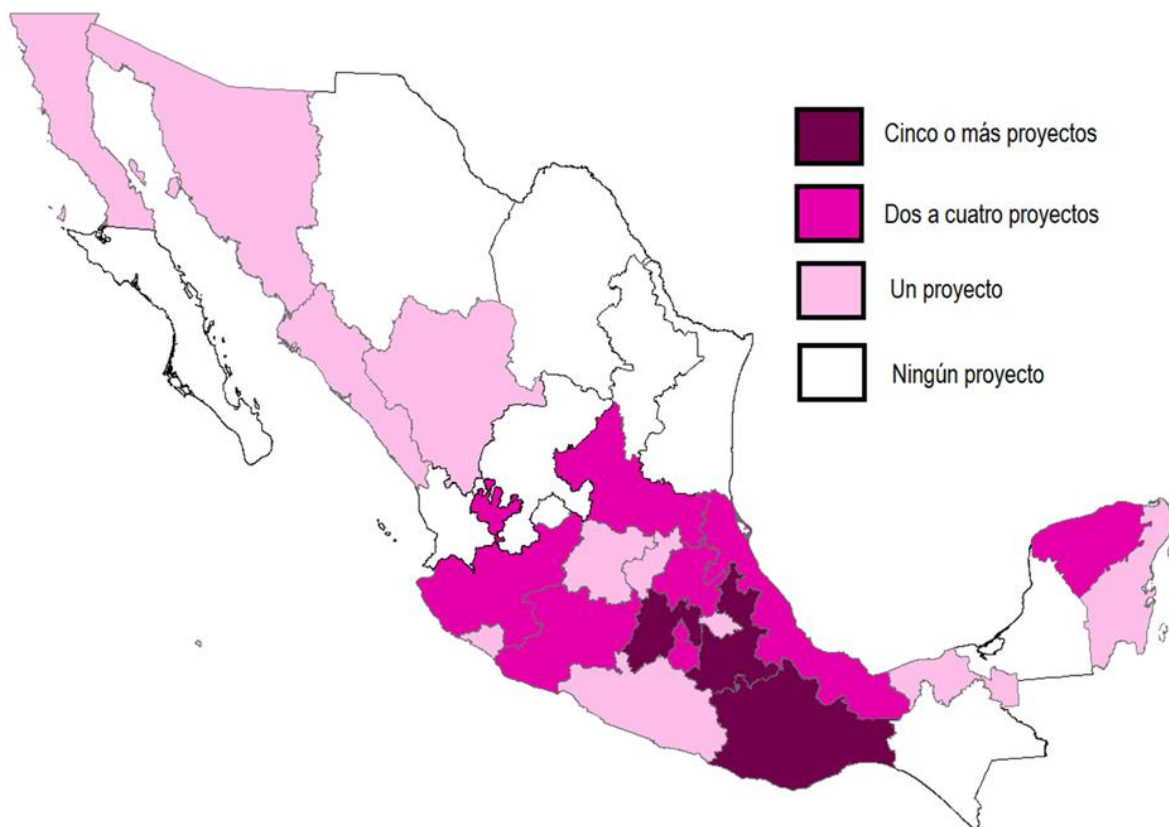 Cinco o más proyectos
Dos a cuatro proyectos
Un proyecto
Ningún proyecto